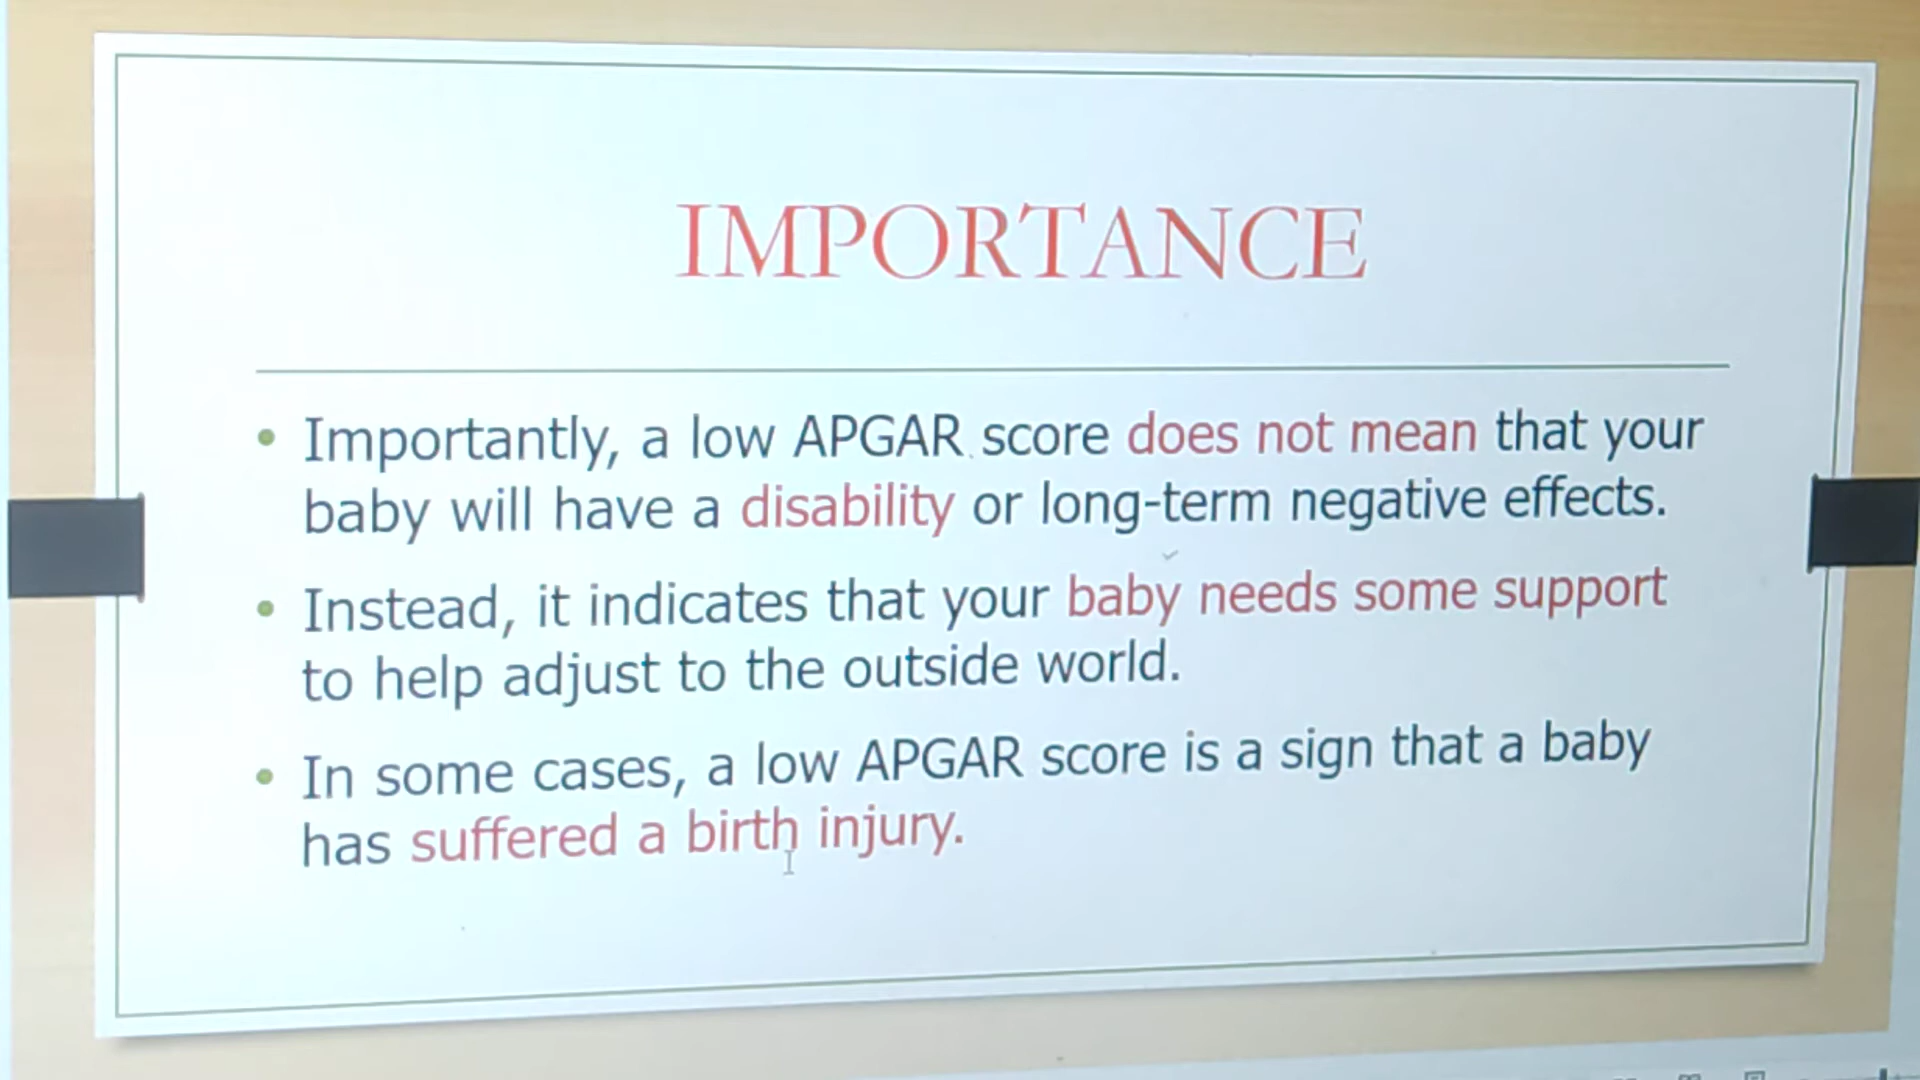 IMPORTANCE
• Importantly, a low APGAR score does not mean that your
baby will have a disability or long-term negative effects.
• Instead, it indicates that your baby needs some support
to help adjust to the outside world.
• In some cases, a low APGAR score is a sign that a baby
has suffered a birth injury.